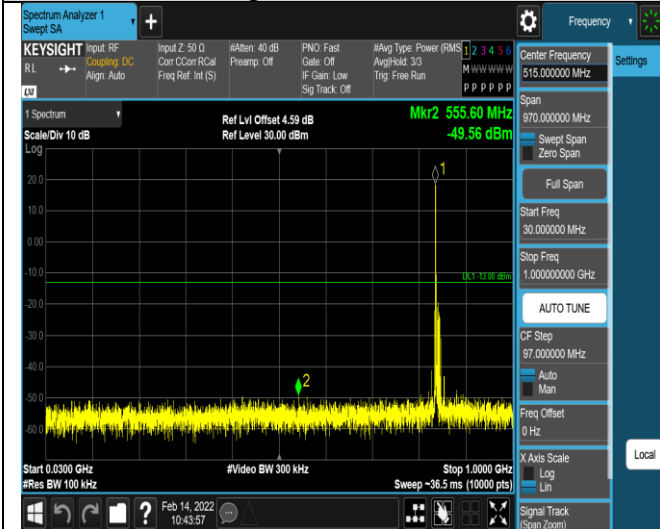 Spectrum Analyzer 1
Swept SA
Frequency
KEYSIGHT
RL
LXI
Input: RF
Coupling: DC
Align: Auto
Input Z: 50 Ω
Corr CCorr RCal
Freq Ref: Int (S)
#Atten: 40 dB
Preamp: Off
PNO: Fast
Gate: Off
IF Gain: Low
Sig Track: Off
#Avg Type: Power (RMS
Avg|Hold: 3/3
Trig: Free Run
1 2 3 4 5 6
M W W W W W
P P P P P P
1 Spectrum
Scale/Div 10 dB
Log
Ref Lvl Offset 4.59 dB
Ref Level 30.00 dBm
Mkr2 555.60 MHz
-49.56 dBm
1
20.0
10.0
0.00
-10.0
DL1 -13.00 dBm
-20.0
-30.0
-40.0
2
-50.0
-60.0
Start 0.0300 GHz
#Res BW 100 kHz
#Video BW 300 kHz
Stop 1.0000 GHz
Sweep ~36.5 ms (10000 pts)
Feb 14, 2022
10:43:57
Center Frequency
515.000000 MHz
Span
970.000000 MHz
Swept Span
Zero Span
Full Span
Start Freq
30.000000 MHz
Stop Freq
1.000000000 GHz
AUTO TUNE
CF Step
97.000000 MHz
Auto
Man
Freq Offset
0 Hz
X Axis Scale
Log
Lin
Signal Track
(Span Zoom)
Settings
Local